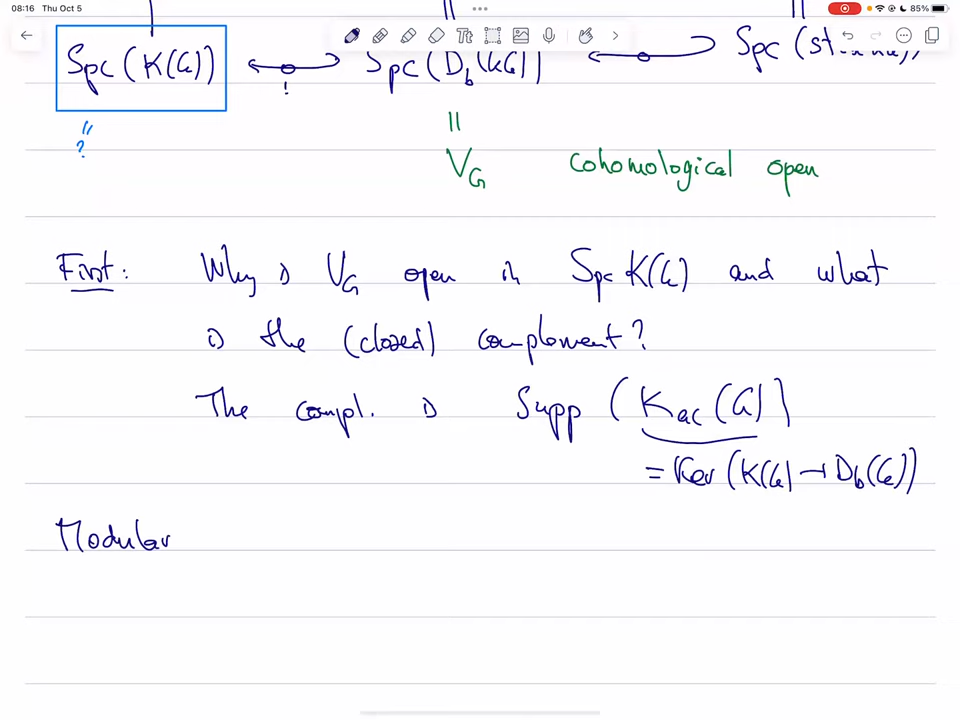 08:16 Thu Oct 5
85%
Tt
Spc (K(G)) Spc (D_b(kG)) Spc (st
!
" ?
||
V_G cohomological open
First: Why is V_G open in Spc K(G) and what
is the (closed) complement?
The compl. is Supp (K_ac(G))
= Ker (K(G) → D_b(G))
Modular